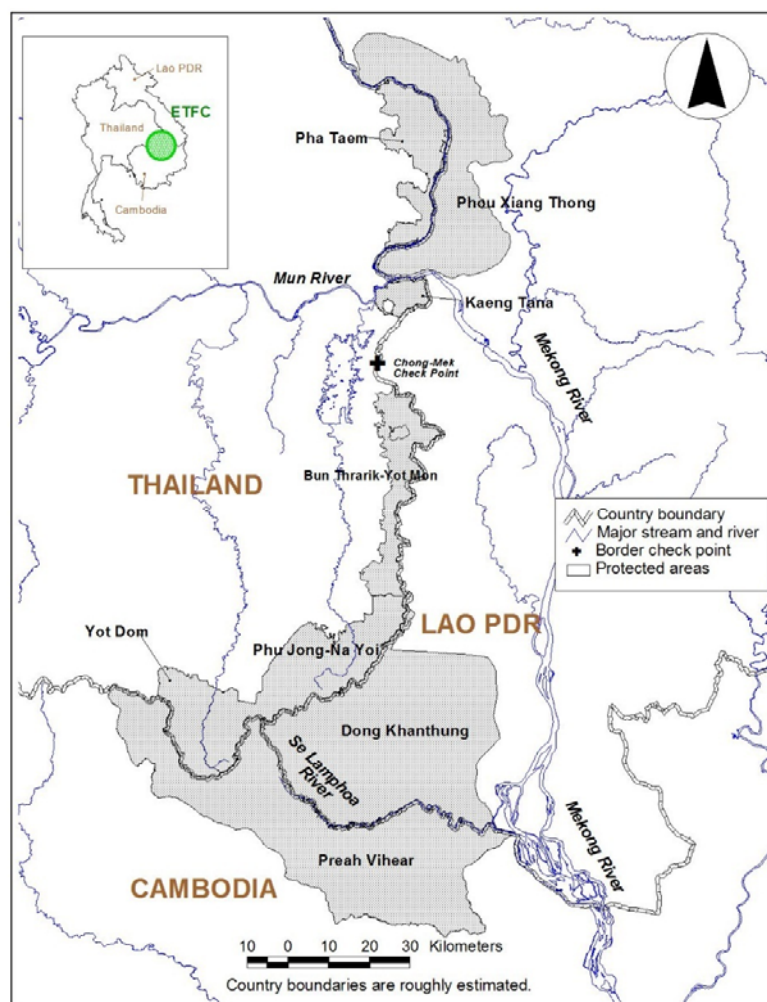 Lao PDR
ETFC
Thailand
Cambodia
Pha Taem
Phou Xiang Thong
Mun River
Kaeng Tana
Chong-Mek
Check Point
Mekong River
THAILAND
Bun Thrarik-Yot Mon
Country boundary
Major stream and river
Border check point
Protected areas
LAO PDR
Yot Dom
Phu Jong-Na Yoi
Dong Khanthung
Se Lamphoa
River
Mekong River
Preah Vihear
CAMBODIA
10 0 10 20 30 Kilometers
Country boundaries are roughly estimated.